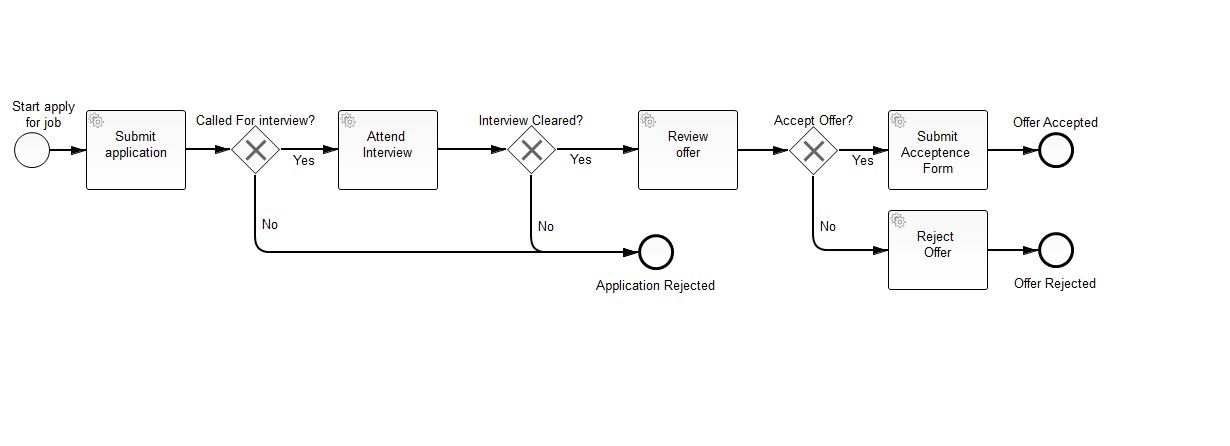 Start apply
for job
Submit
application
Called For interview?
Yes
No
Attend
Interview
Interview Cleared?
Yes
No
Application Rejected
Review
offer
Accept Offer?
Yes
No
Submit
Acceptence
Form
Offer Accepted
Reject
Offer
Offer Rejected